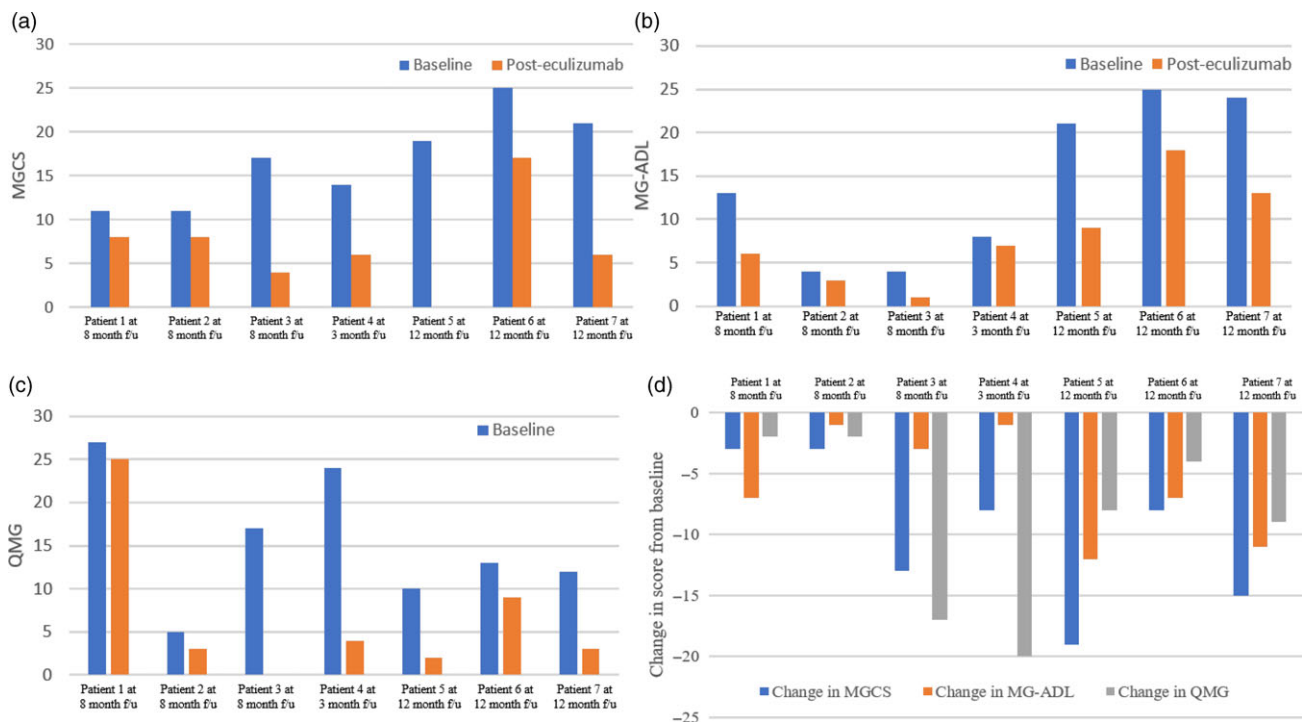 (a)
30
25
20
15
10
5
0
MGCS
Baseline Post-eculizumab
Patient 1 at
8 month f/u
Patient 2 at
8 month f/u
Patient 3 at
8 month f/u
Patient 4 at
3 month f/u
Patient 5 at
12 month f/u
Patient 6 at
12 month f/u
Patient 7 at
12 month f/u
(b)
30
25
20
15
10
5
0
MG-ADL
Baseline Post-eculizumab
Patient 1 at
8 month f/u
Patient 2 at
8 month f/u
Patient 3 at
8 month f/u
Patient 4 at
3 month f/u
Patient 5 at
12 month f/u
Patient 6 at
12 month f/u
Patient 7 at
12 month f/u
(c)
30
25
20
15
10
5
0
QMG
Baseline
Patient 1 at
8 month f/u
Patient 2 at
8 month f/u
Patient 3 at
8 month f/u
Patient 4 at
3 month f/u
Patient 5 at
12 month f/u
Patient 6 at
12 month f/u
Patient 7 at
12 month f/u
(d)
Patient 1 at
8 month f/u
Patient 2 at
8 month f/u
Patient 3 at
8 month f/u
Patient 4 at
3 month f/u
Patient 5 at
12 month f/u
Patient 6 at
12 month f/u
Patient 7 at
12 month f/u
0
−5
−10
−15
−20
−25
Change in score from baseline
Change in MGCS Change in MG-ADL Change in QMG